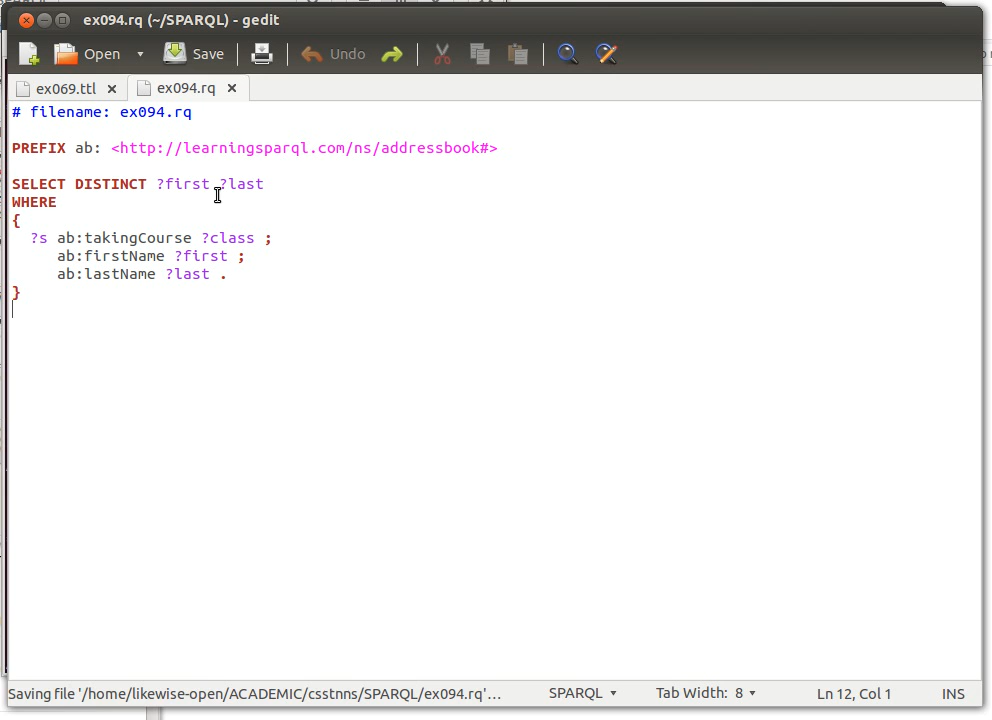 ex094.rq (~/SPARQL) - gedit
Open Save Undo
ex069.ttl ex094.rq
# filename: ex094.rq
PREFIX ab: <http://learningsparql.com/ns/addressbook#>
SELECT DISTINCT ?first ?last
WHERE
{
?s ab:takingCourse ?class ;
ab:firstName ?first ;
ab:lastName ?last .
}
Saving file '/home/likewise-open/ACADEMIC/csstnns/SPARQL/ex094.rq'... SPARQL Tab Width: 8 Ln 12, Col 1 INS